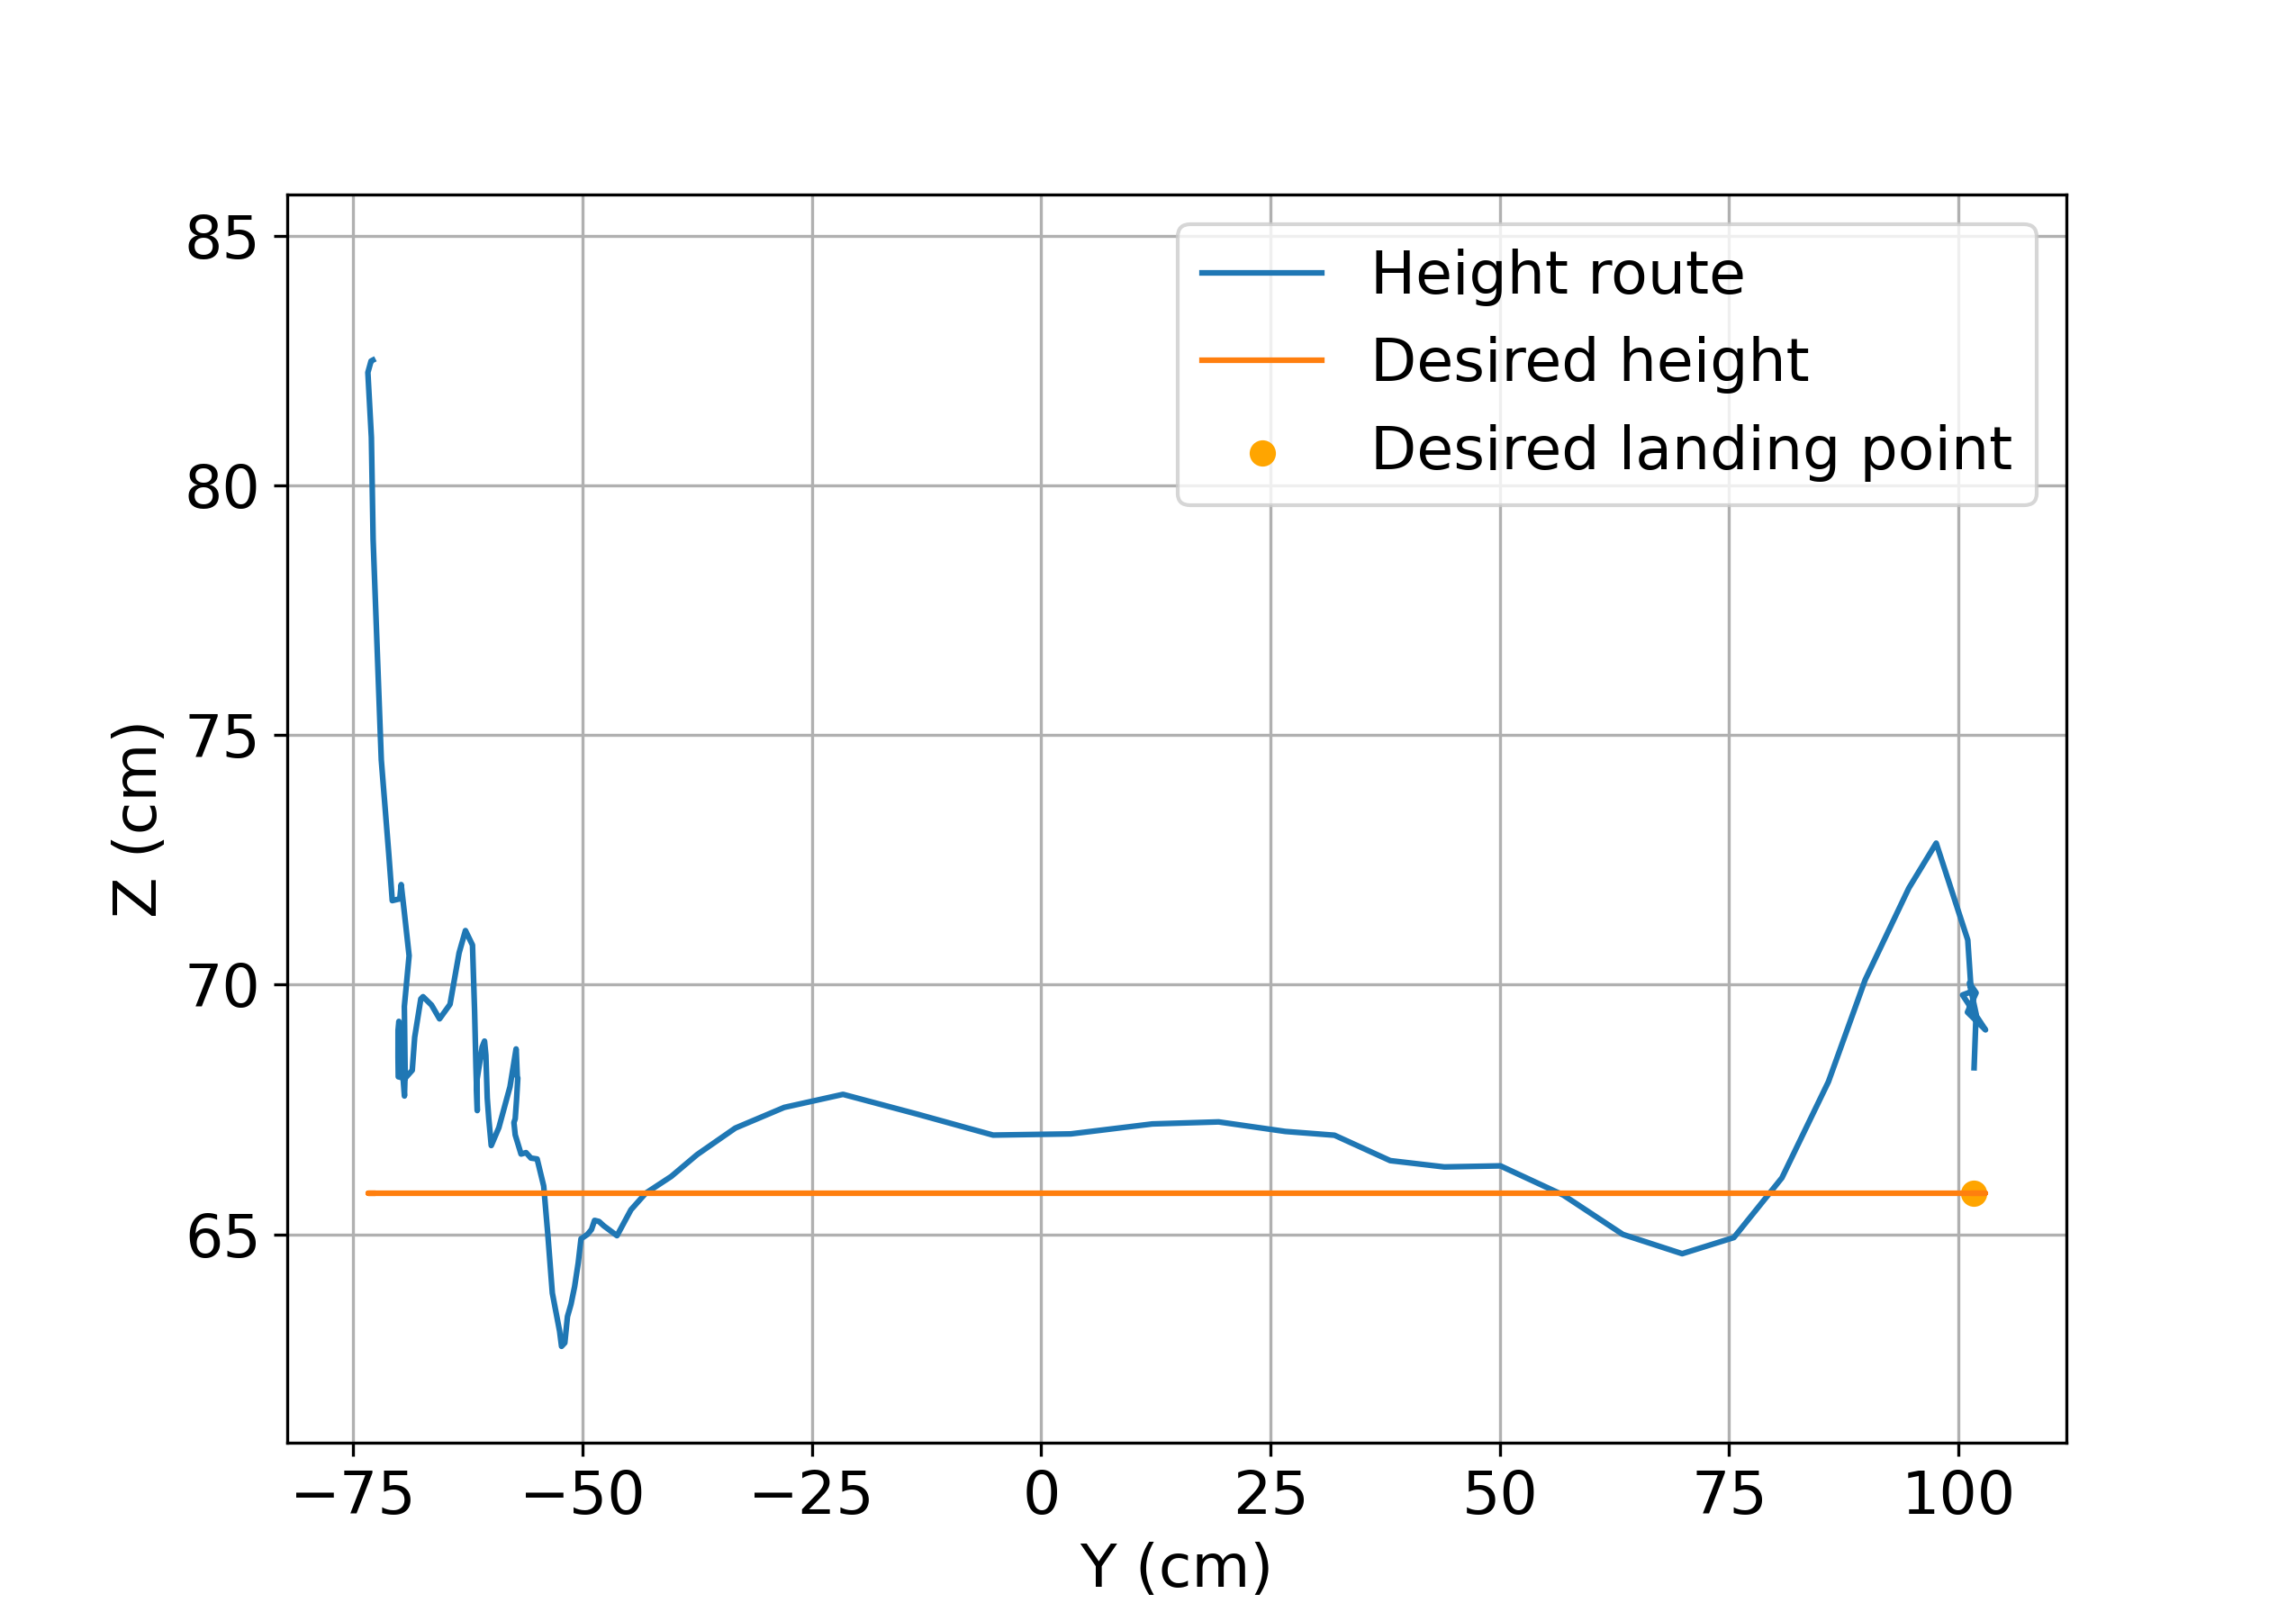 85
80
75
70
65
Z (cm)
Height route
Desired height
Desired landing point
−75 −50 −25 0 25 50 75 100
Y (cm)